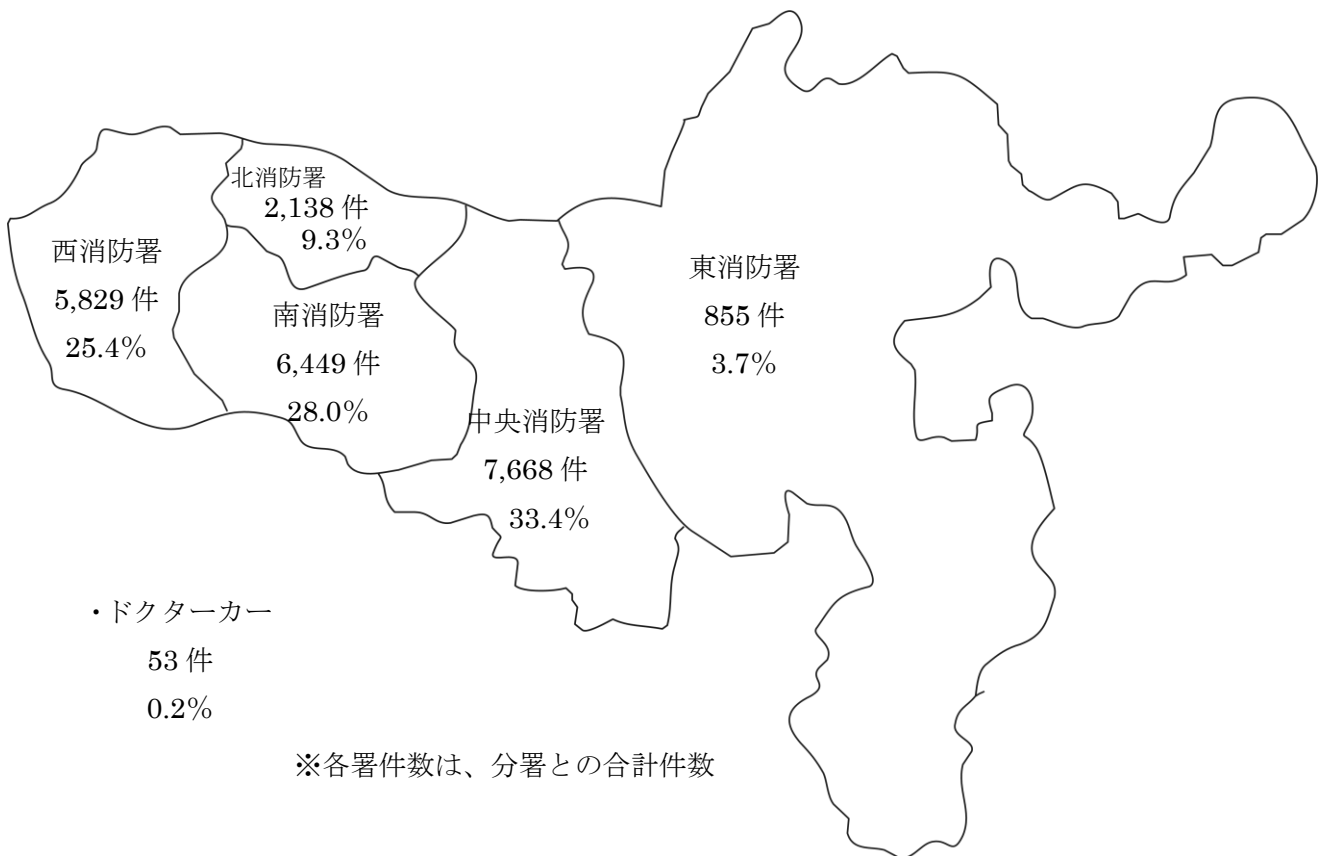 北消防署
2,138 件
9.3%
西消防署
5,829 件
25.4%
南消防署
6,449 件
28.0%
東消防署
855 件
3.7%
中央消防署
7,668 件
33.4%
・ドクターカー
53 件
0.2%
※各署件数は、分署との合計件数